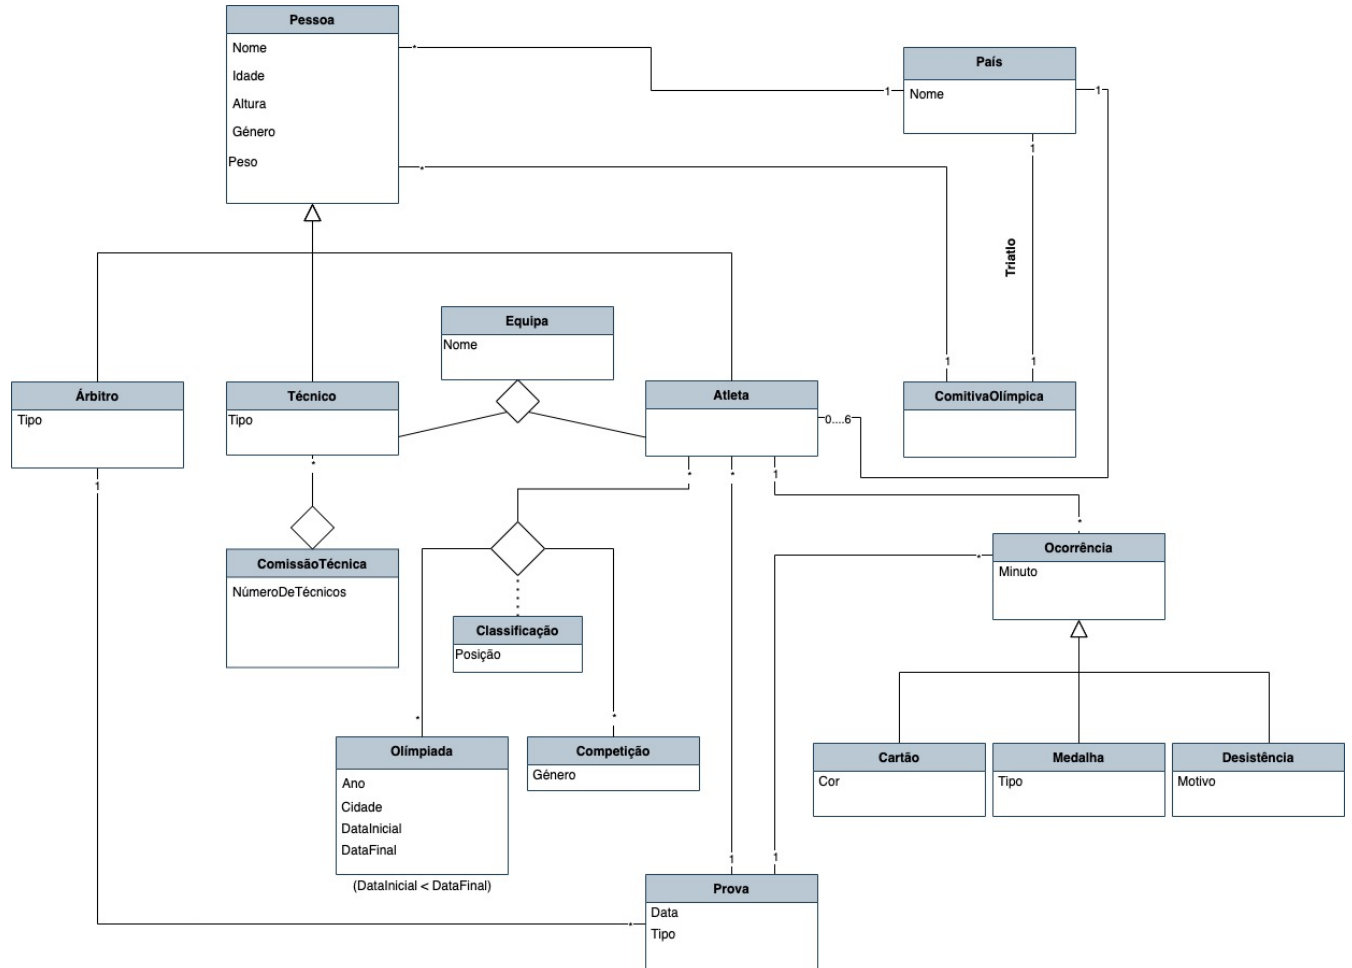 Pessoa
Nome
Idade
Altura
Género
Peso
*
*
País
Nome
1
1
1
Triatlo
1
1
Equipa
Nome
Árbitro
Tipo
1
Técnico
Tipo
*
Atleta
0....6
*
*
1
ComitivaOlímpica
ComissãoTécnica
NúmeroDeTécnicos
Classificação
Posição
*
Ocorrência
Minuto
*
*
*
Olímpiada
Ano
Cidade
DataInicial
DataFinal
(DataInicial < DataFinal)
Competição
Género
Cartão
Cor
Medalha
Tipo
Desistência
Motivo
1
1
Prova
Data
Tipo
*